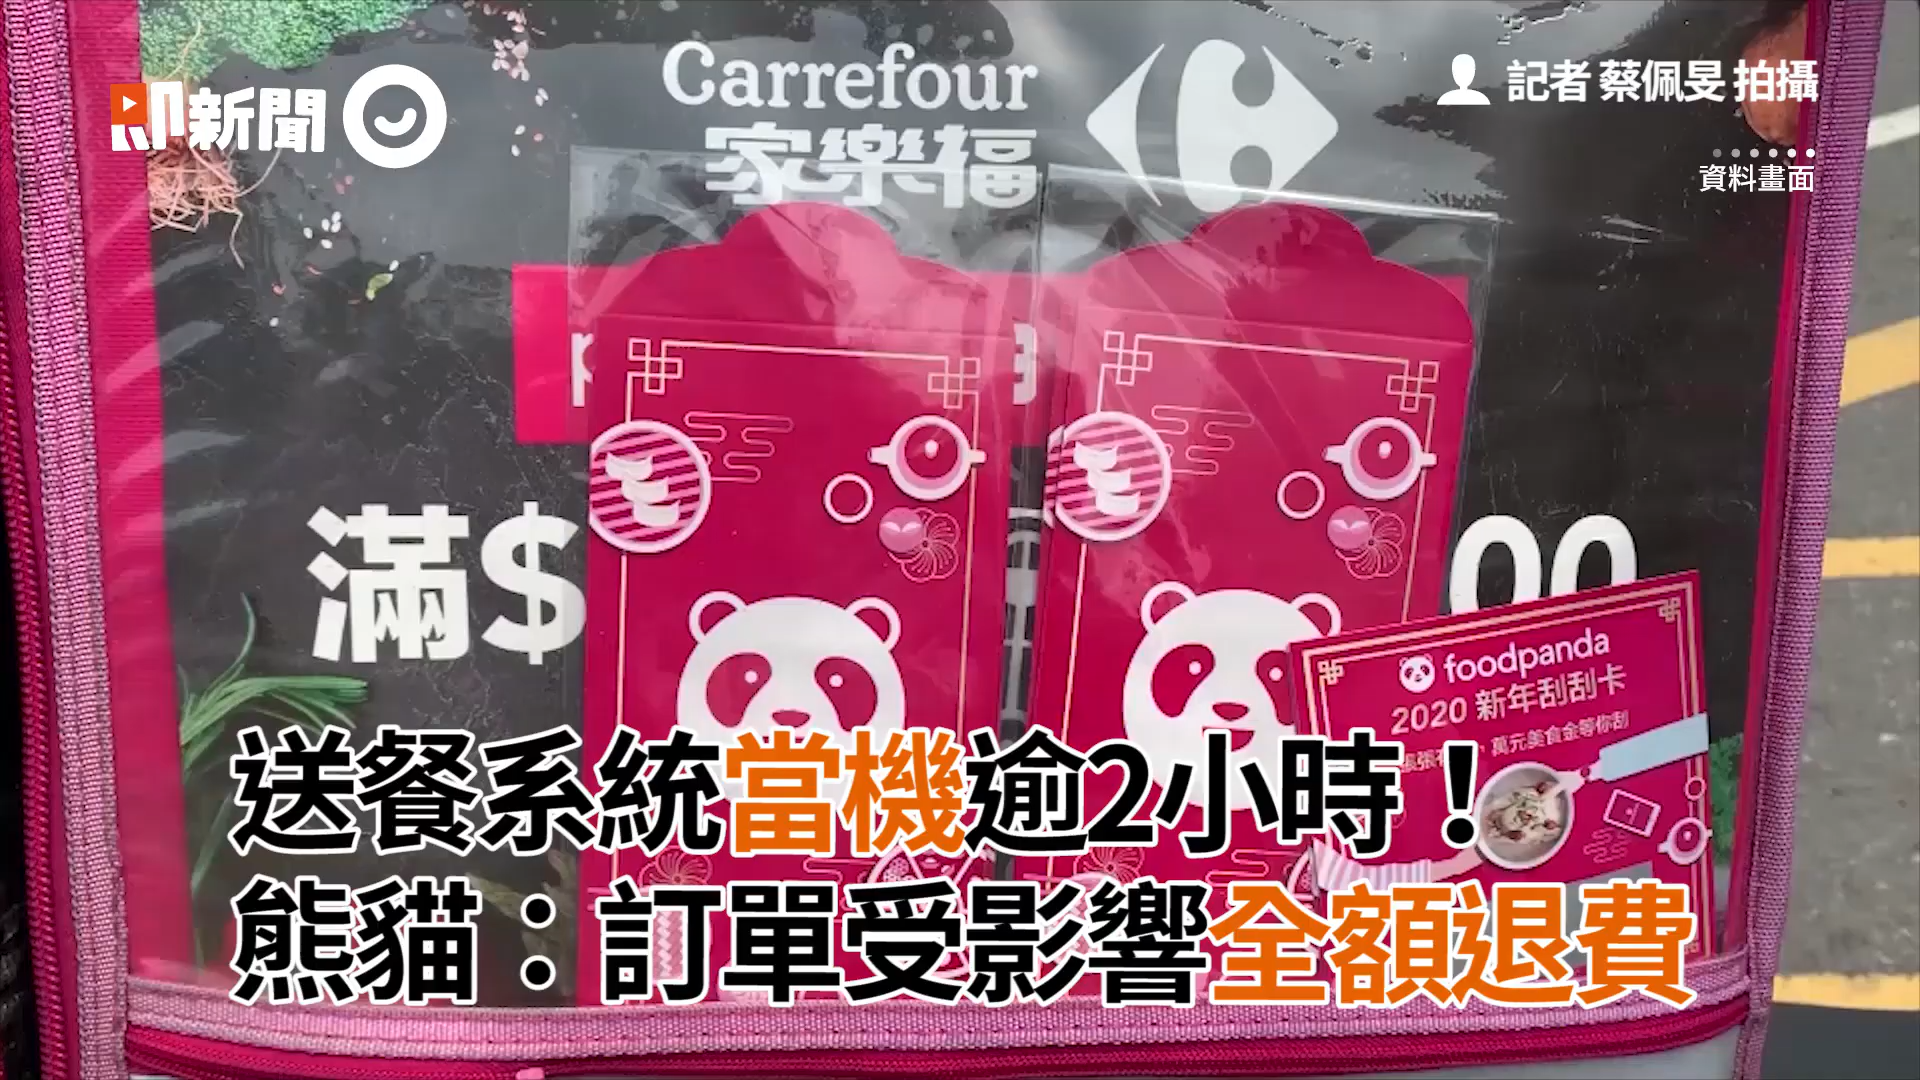 即新聞
記者 蔡佩旻 拍攝
資料畫面
Carrefour
家樂福
滿$
00
foodpanda
2020 新年刮刮卡
萬元美食金等你刮
送餐系統當機逾2小時！
熊貓：訂單受影響全額退費